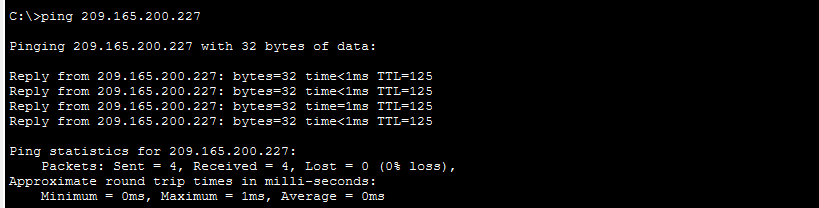 C:\>ping 209.165.200.227
Pinging 209.165.200.227 with 32 bytes of data:
Reply from 209.165.200.227: bytes=32 time<1ms TTL=125
Reply from 209.165.200.227: bytes=32 time<1ms TTL=125
Reply from 209.165.200.227: bytes=32 time=1ms TTL=125
Reply from 209.165.200.227: bytes=32 time<1ms TTL=125
Ping statistics for 209.165.200.227:
    Packets: Sent = 4, Received = 4, Lost = 0 (0% loss),
Approximate round trip times in milli-seconds:
    Minimum = 0ms, Maximum = 1ms, Average = 0ms